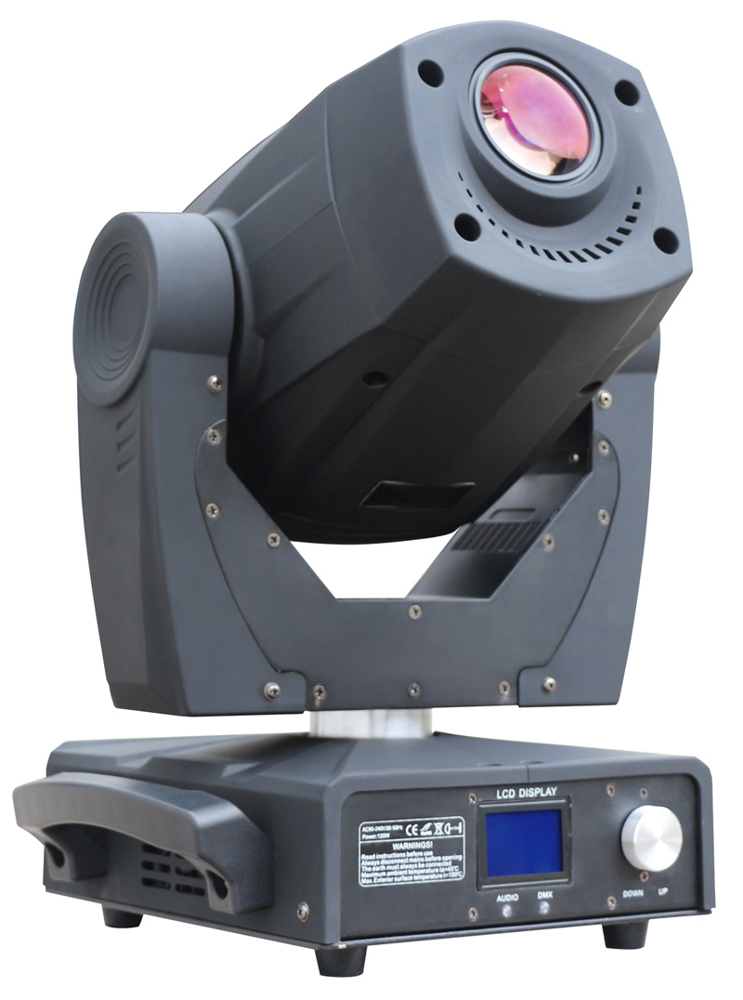 LCD DISPLAY
AC90-240V/50 60Hz CE
Power:120W
WARNINGS!
Read instructions before use
Always disconnect mains before opening
The earth must always be connected
Maximum ambient temperature ta=45°C
Max. Exterior surface temperature t=100°C
AUDIO DMX
DOWN UP